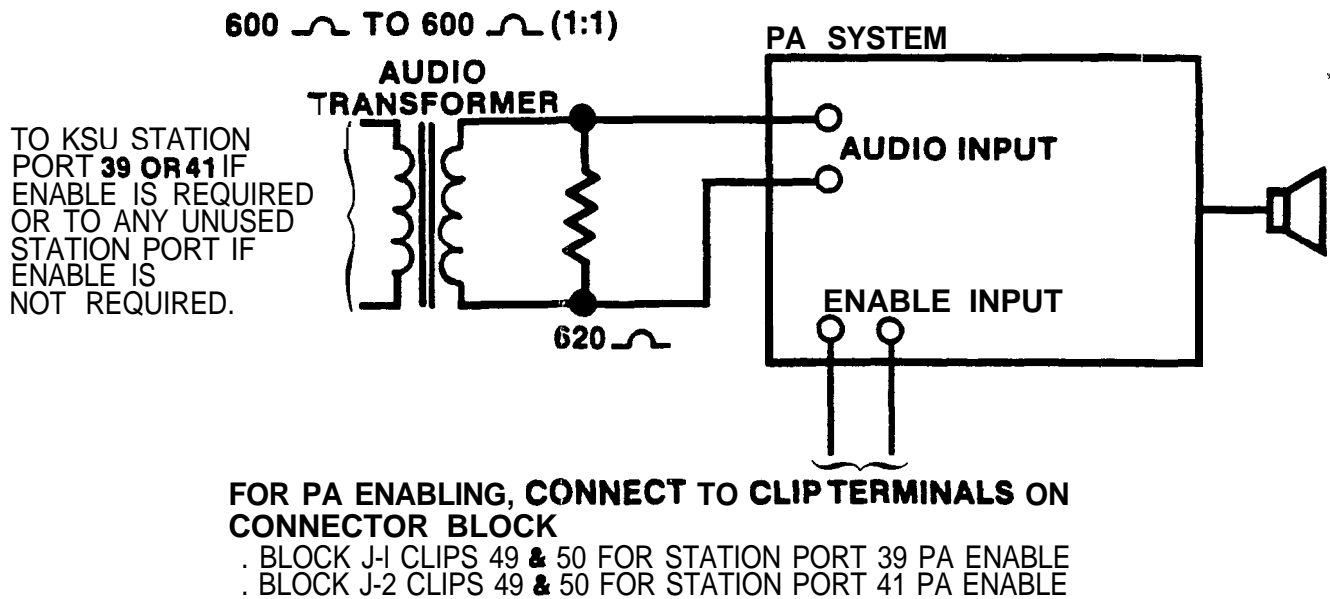 600 Ω TO 600 Ω (1:1)
AUDIO
TRANSFORMER
TO KSU STATION
PORT 39 OR 41 IF
ENABLE IS REQUIRED
OR TO ANY UNUSED
STATION PORT IF
ENABLE IS
NOT REQUIRED.
620 Ω
PA SYSTEM
AUDIO INPUT
ENABLE INPUT
FOR PA ENABLING, CONNECT TO CLIP TERMINALS ON
CONNECTOR BLOCK
. BLOCK J-I CLIPS 49 & 50 FOR STATION PORT 39 PA ENABLE
. BLOCK J-2 CLIPS 49 & 50 FOR STATION PORT 41 PA ENABLE